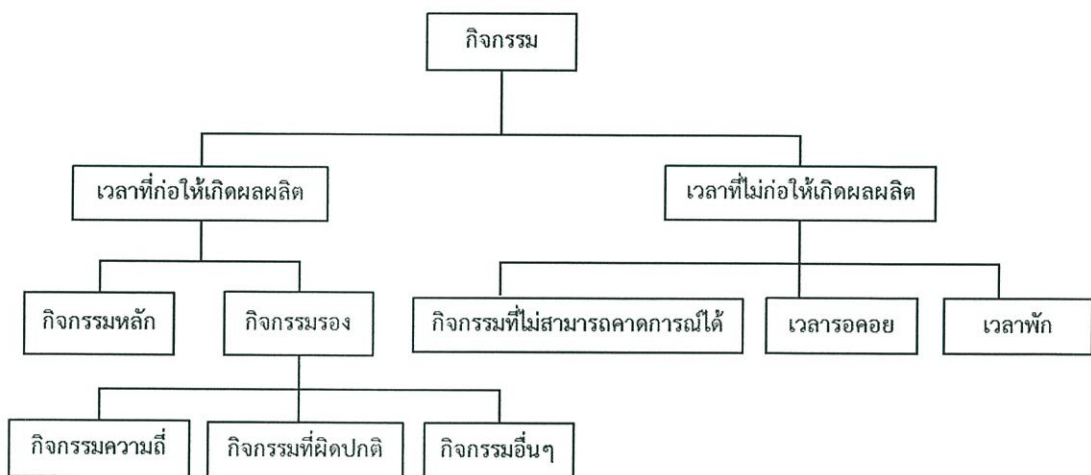 กิจกรรม
เวลาที่ก่อให้เกิดผลผลิต
เวลาที่ไม่ก่อให้เกิดผลผลิต
กิจกรรมหลัก
กิจกรรมรอง
กิจกรรมที่ไม่สามารถคาดการณ์ได้
เวลารอคอย
เวลาพัก
กิจกรรมความถี่
กิจกรรมที่ผิดปกติ
กิจกรรมอื่นๆ